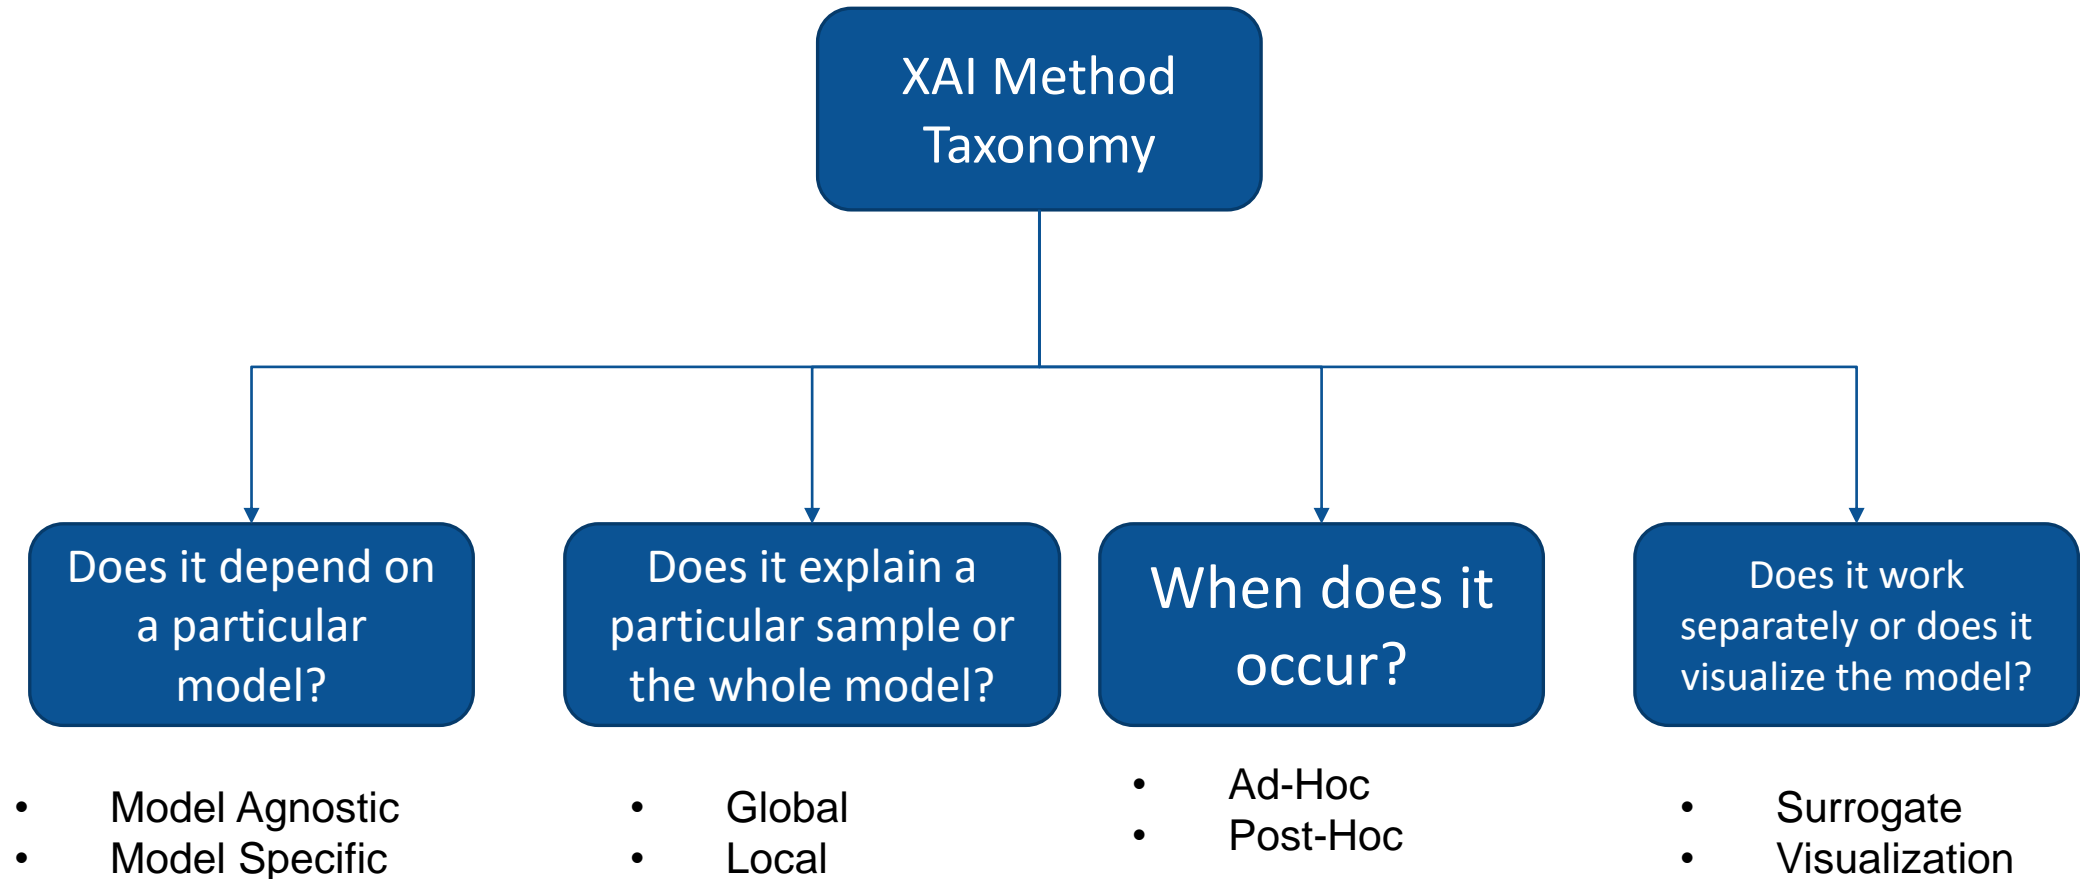 XAI Method
Taxonomy
Does it depend on
a particular
model?
Does it explain a
particular sample or
the whole model?
When does it
occur?
Does it work
separately or does it
visualize the model?
• Model Agnostic
• Model Specific
• Global
• Local
• Ad-Hoc
• Post-Hoc
• Surrogate
• Visualization